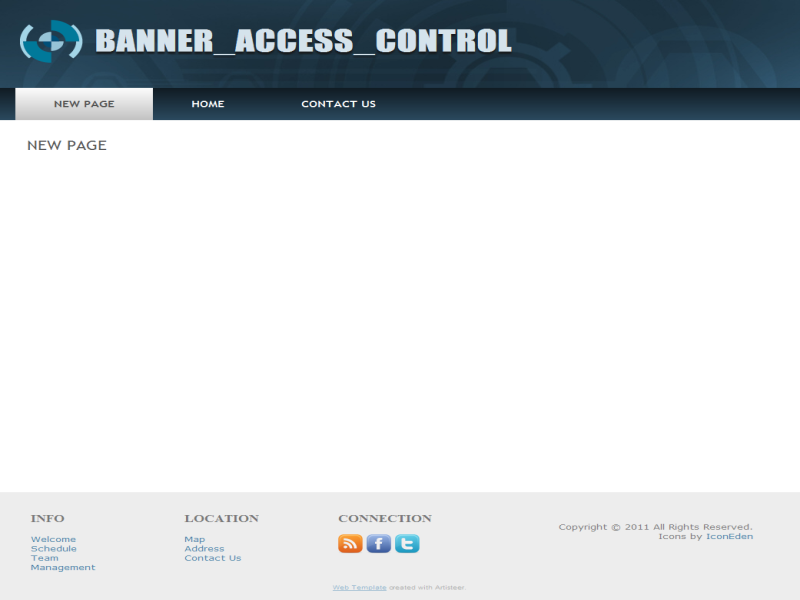 BANNER_ACCESS_CONTROL
NEW PAGE HOME CONTACT US
NEW PAGE
INFO
Welcome
Schedule
Team
Management
LOCATION
Map
Address
Contact Us
CONNECTION
Copyright © 2011 All Rights Reserved.
Icons by IconEden
Web Template created with Artisteer.